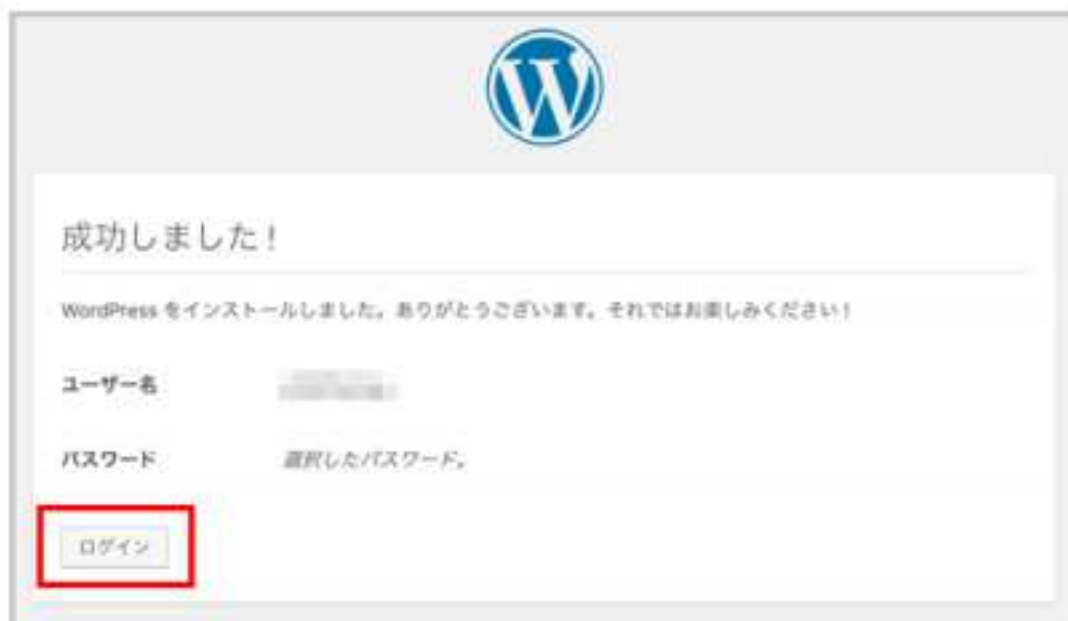 成功しました！
WordPress をインストールしました。ありがとうございます。それではお楽しみください！
ユーザー名
パスワード 選択したパスワード。
ログイン